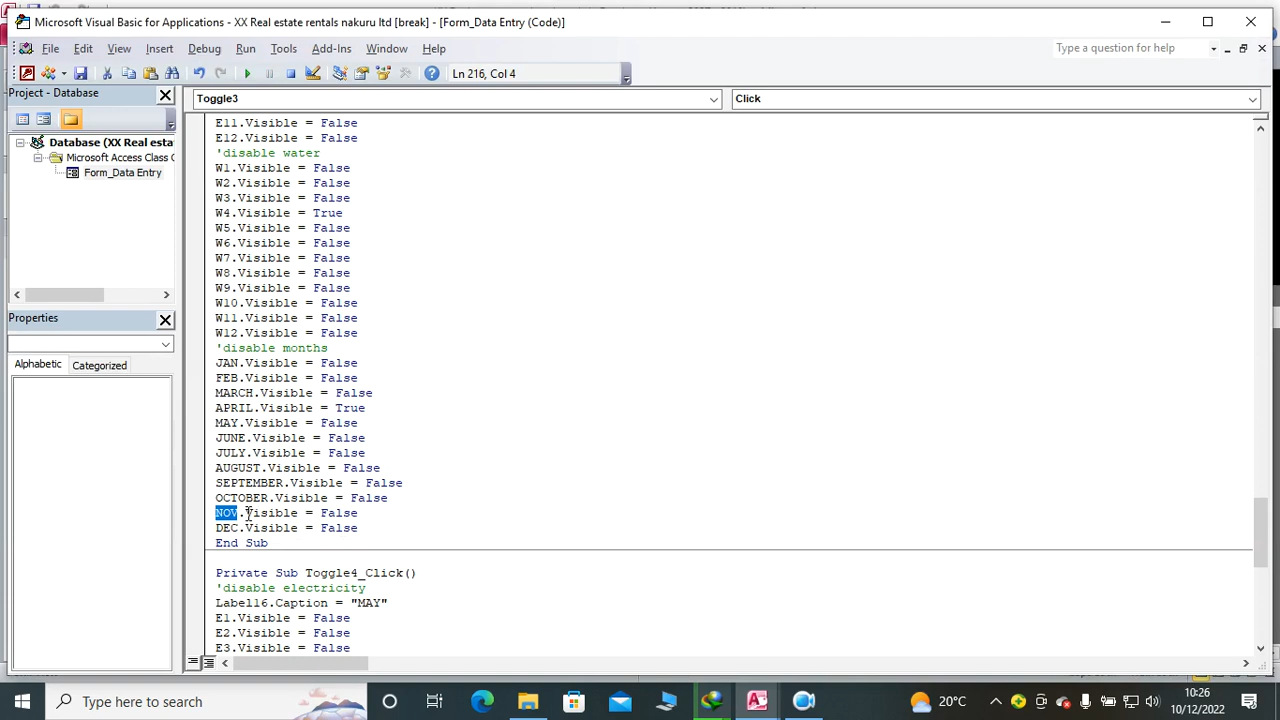 Microsoft Visual Basic for Applications - XX Real estate rentals nakuru ltd [break] - [Form_Data Entry (Code)]
File Edit View Insert Format Debug Run Tools Add-Ins Window Help
Type a question for help
Ln 216, Col 4
Project - Database
Toggle3
Click
Database (XX Real esta
Microsoft Access Class O
Form_Data Entry
Properties
Alphabetic
Categorized
E11.Visible = False
E12.Visible = False
'disable water
W1.Visible = False
W2.Visible = False
W3.Visible = False
W4.Visible = True
W5.Visible = False
W6.Visible = False
W7.Visible = False
W8.Visible = False
W9.Visible = False
W10.Visible = False
W11.Visible = False
W12.Visible = False
'disable months
JAN.Visible = False
FEB.Visible = False
MARCH.Visible = False
APRIL.Visible = True
MAY.Visible = False
JUNE.Visible = False
JULY.Visible = False
AUGUST.Visible = False
SEPTEMBER.Visible = False
OCTOBER.Visible = False
NOV.Visible = False
DEC.Visible = False
End Sub
Private Sub Toggle4_Click()
'disable electricity
Label16.Caption = "MAY"
E1.Visible = False
E2.Visible = False
E3.Visible = False
Type here to search
20°C
10:26
10/12/2022